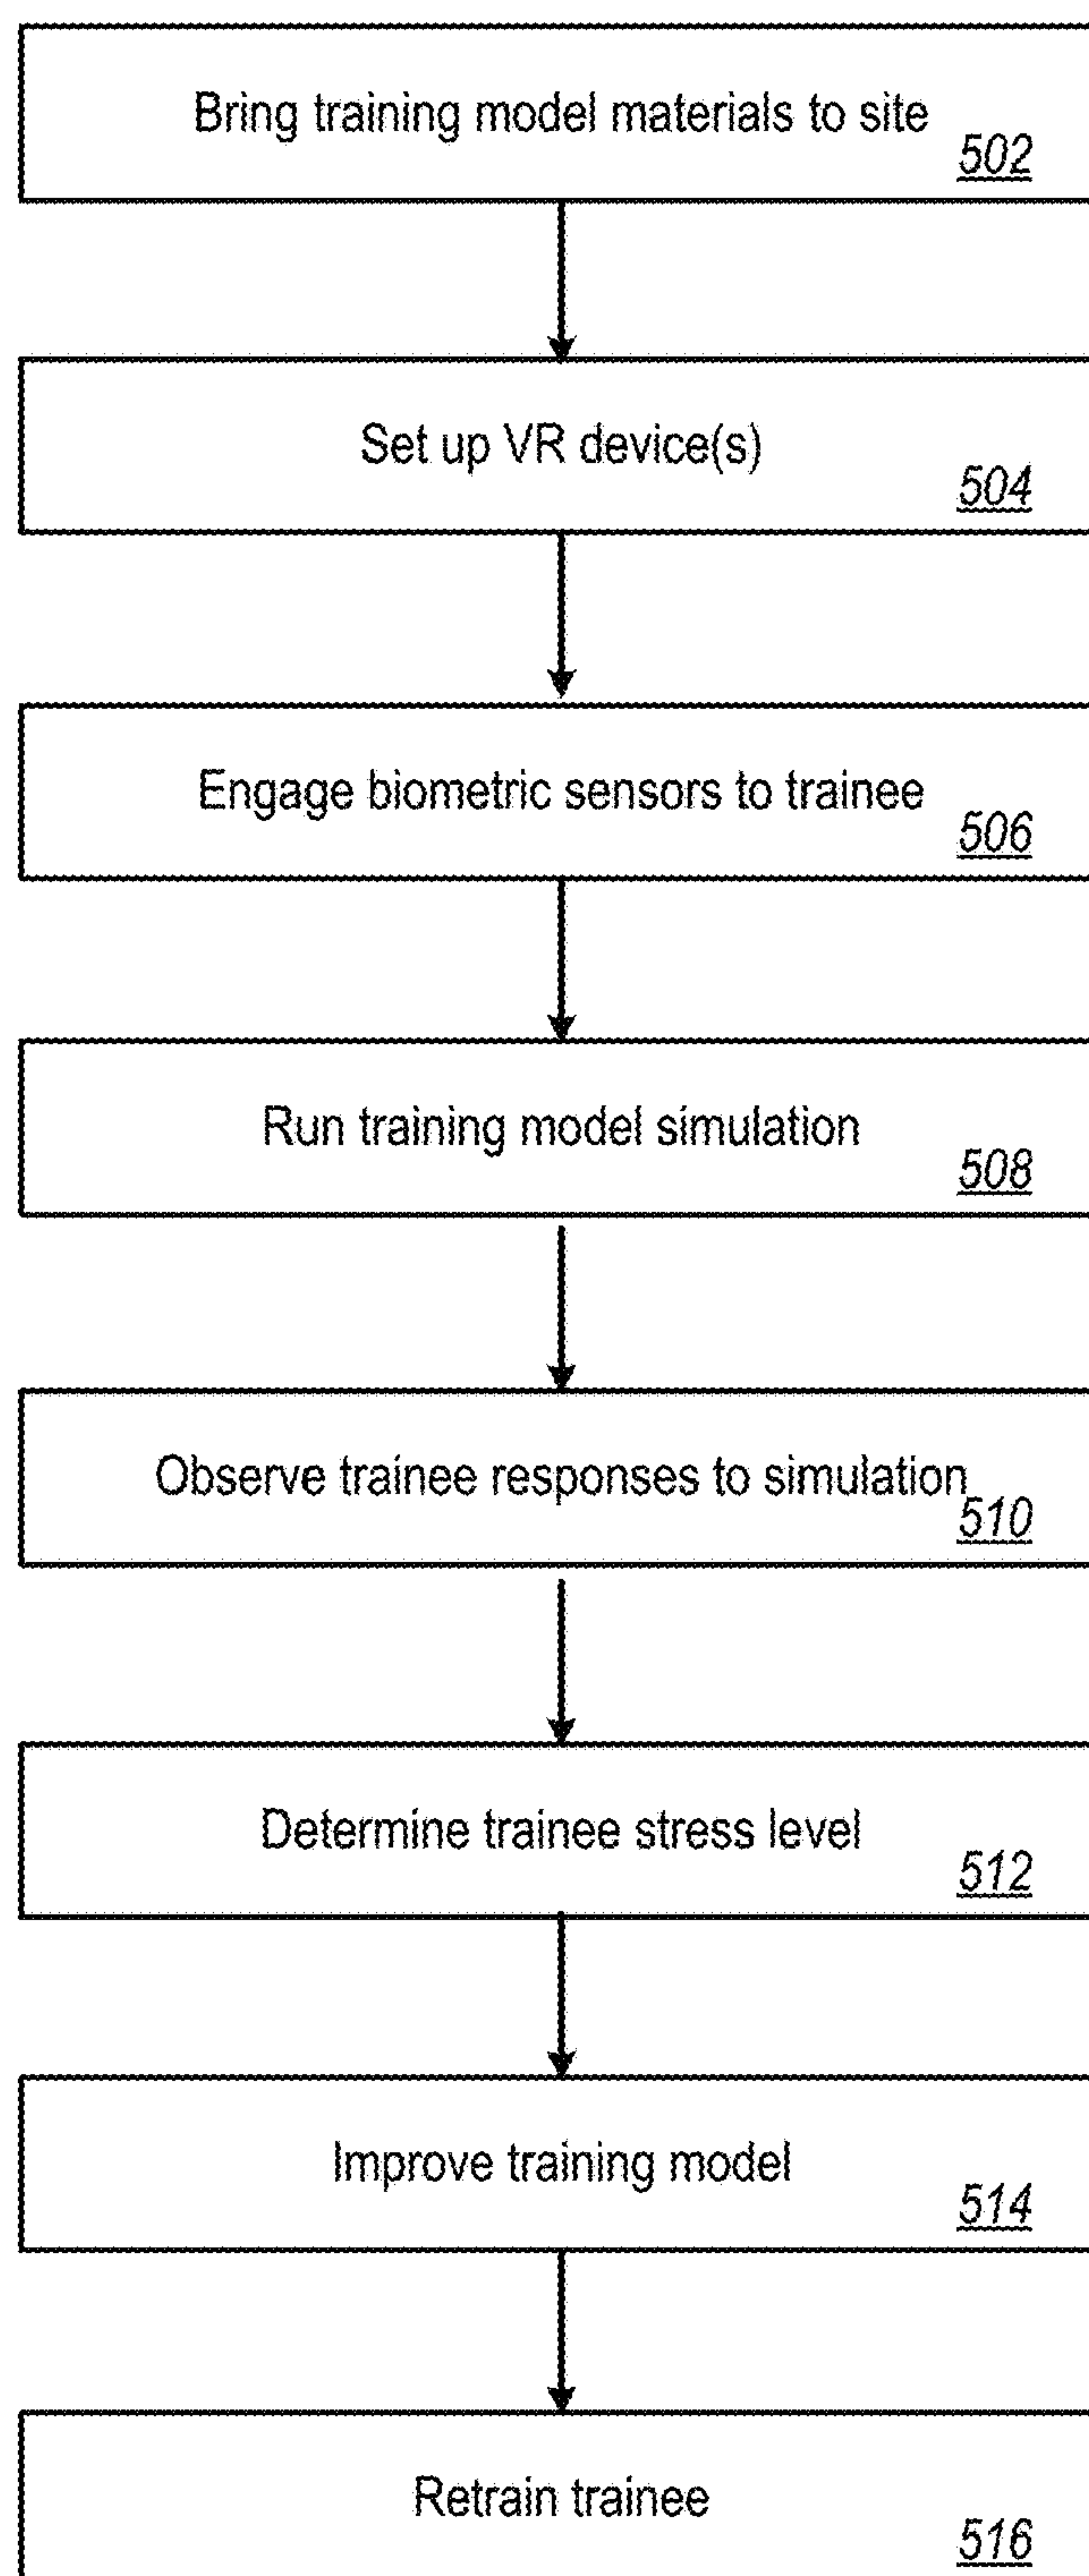 Bring training model materials to site
502
Set up VR device(s)
504
Engage biometric sensors to trainee
506
Run training model simulation
508
Observe trainee responses to simulation
510
Determine trainee stress level
512
Improve training model
514
Retrain trainee
516